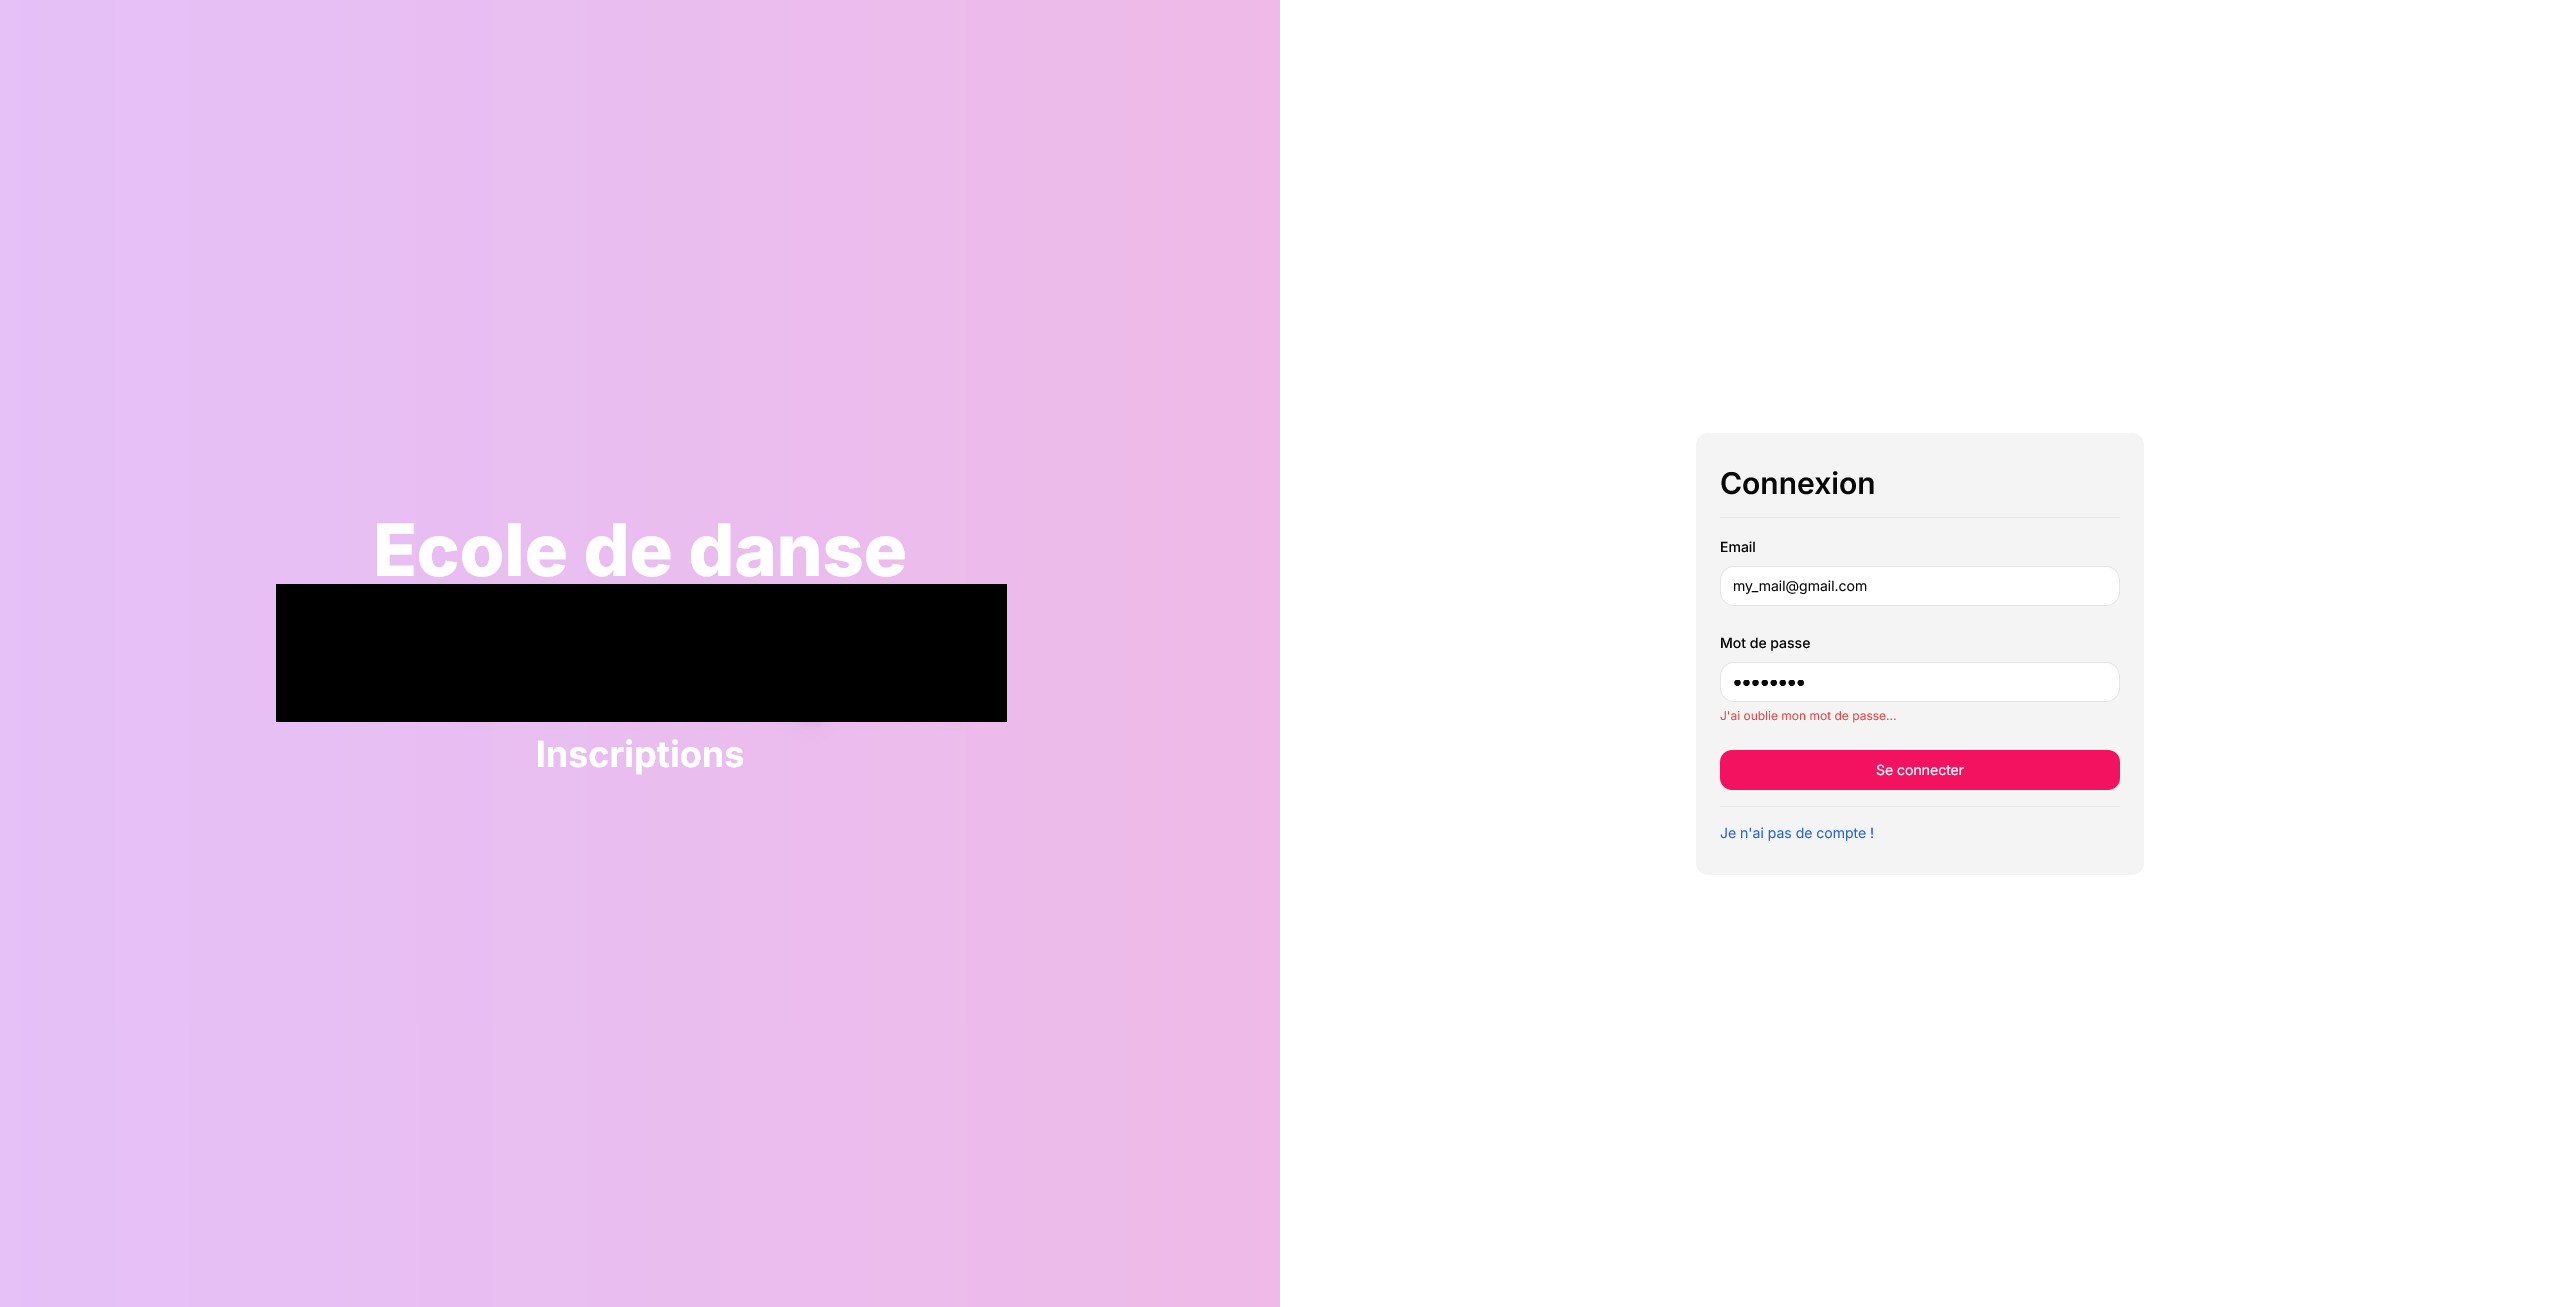 Ecole de danse
Inscriptions
Connexion
Email
my_mail@gmail.com
Mot de passe
••••••••
J'ai oublie mon mot de passe...
Se connecter
Je n'ai pas de compte !